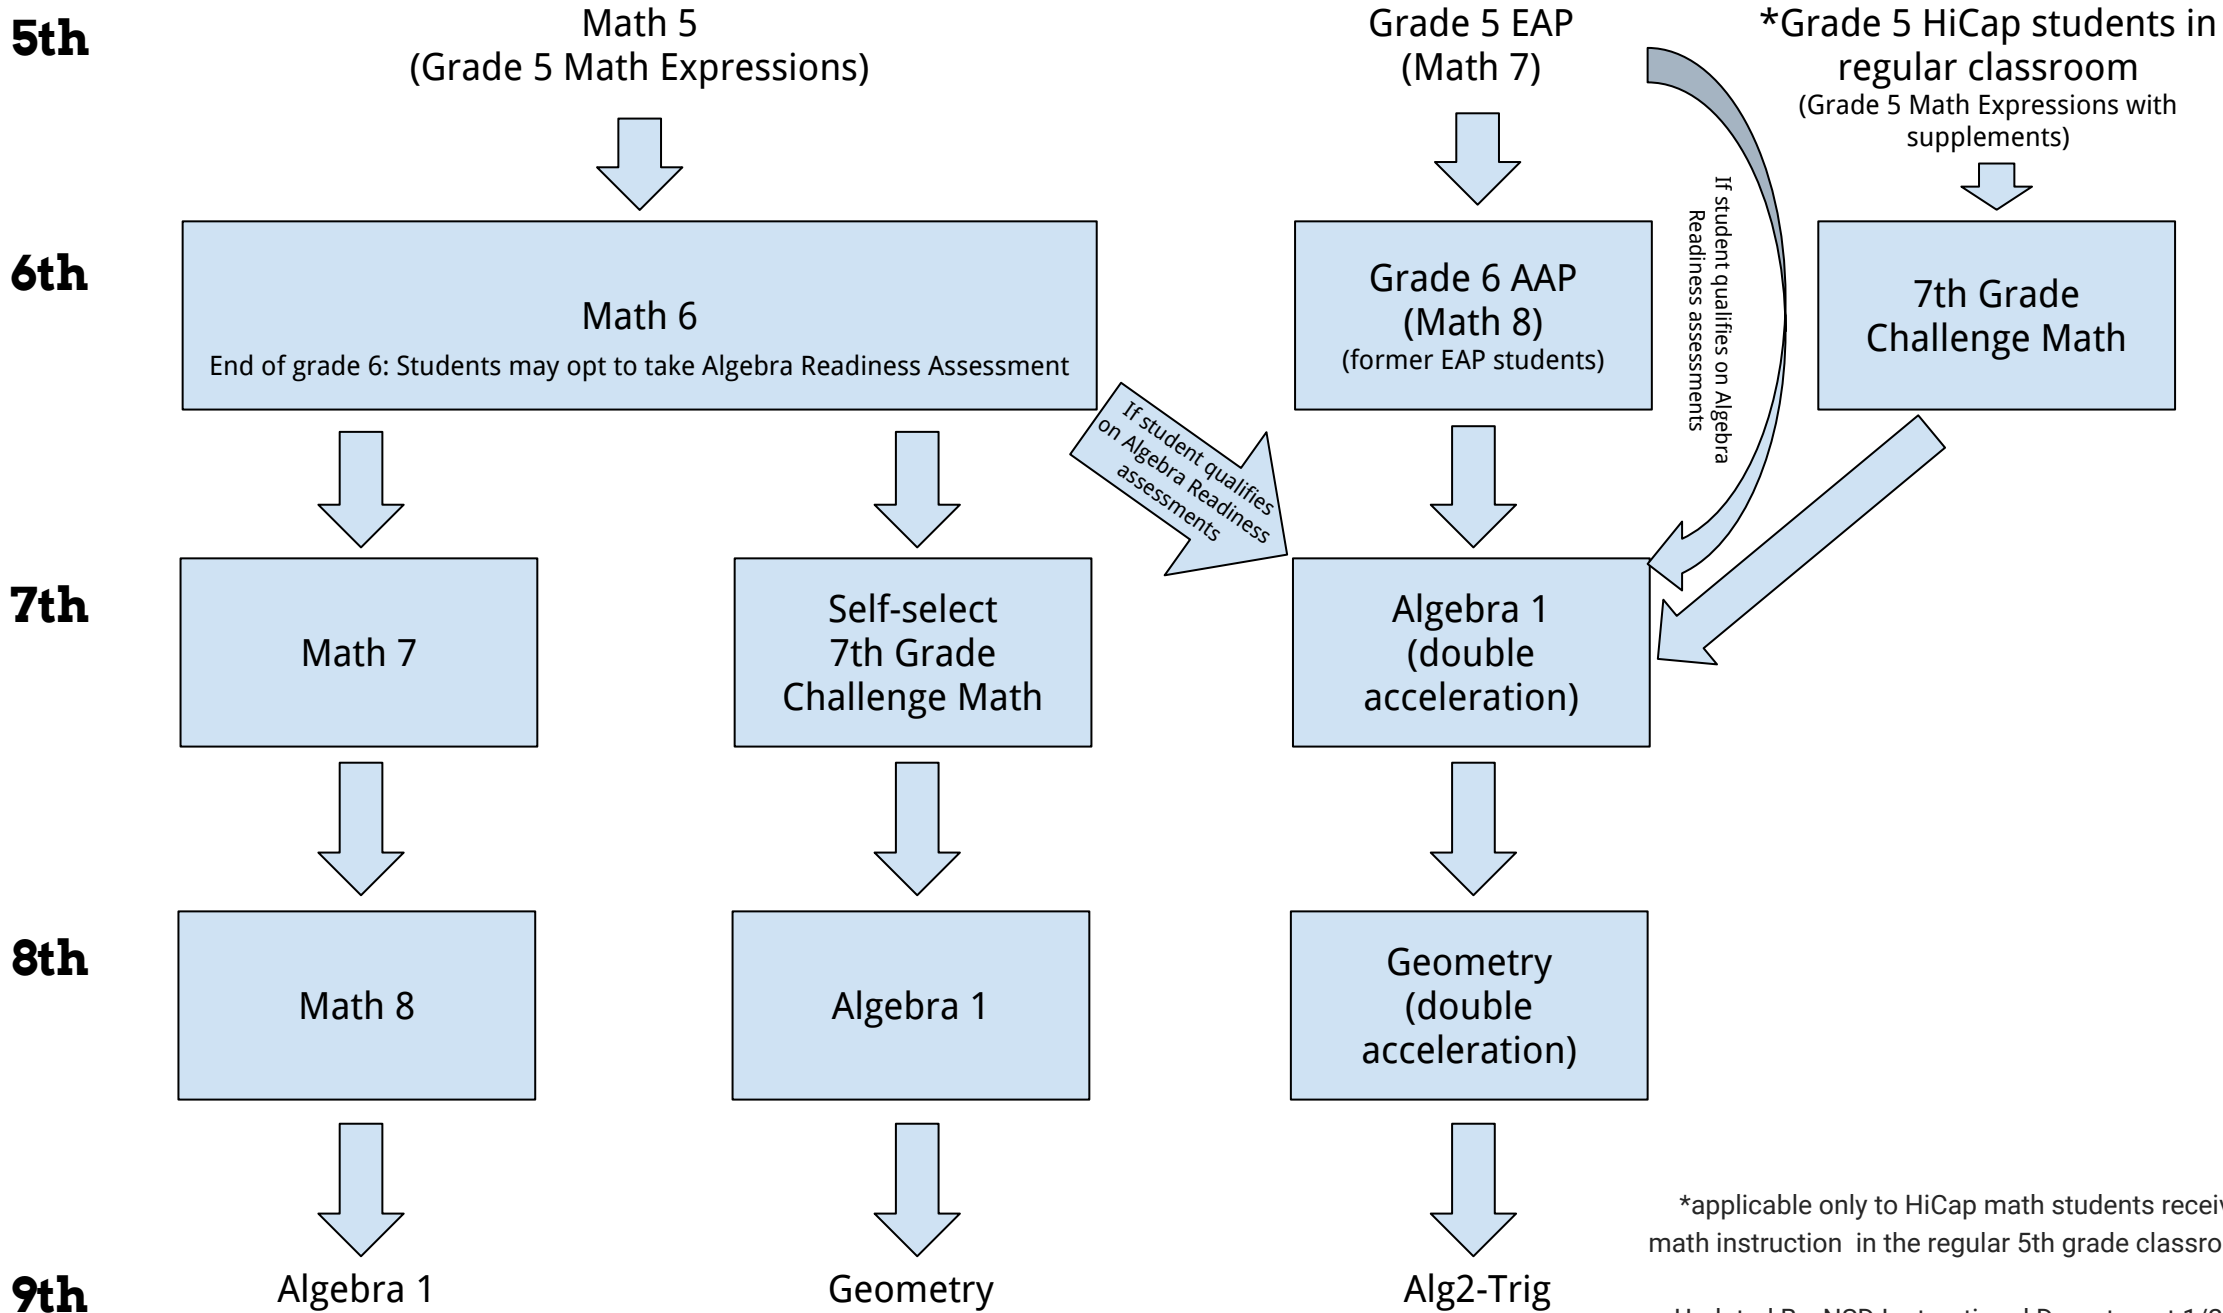 5th
Math 5
(Grade 5 Math Expressions)
Grade 5 EAP
(Math 7)
*Grade 5 HiCap students in
regular classroom
(Grade 5 Math Expressions with
supplements)
If student qualifies on Algebra
Readiness assessments
6th
Math 6
End of grade 6: Students may opt to take Algebra Readiness Assessment
Grade 6 AAP
(Math 8)
(former EAP students)
7th Grade
Challenge Math
If student qualifies
on Algebra Readiness
assessments
7th
Math 7
Self-select
7th Grade
Challenge Math
Algebra 1
(double
acceleration)
8th
Math 8
Algebra 1
Geometry
(double
acceleration)
*applicable only to HiCap math students
math instruction in the regular 5th grade
9th
Algebra 1
Geometry
Alg2-Trig